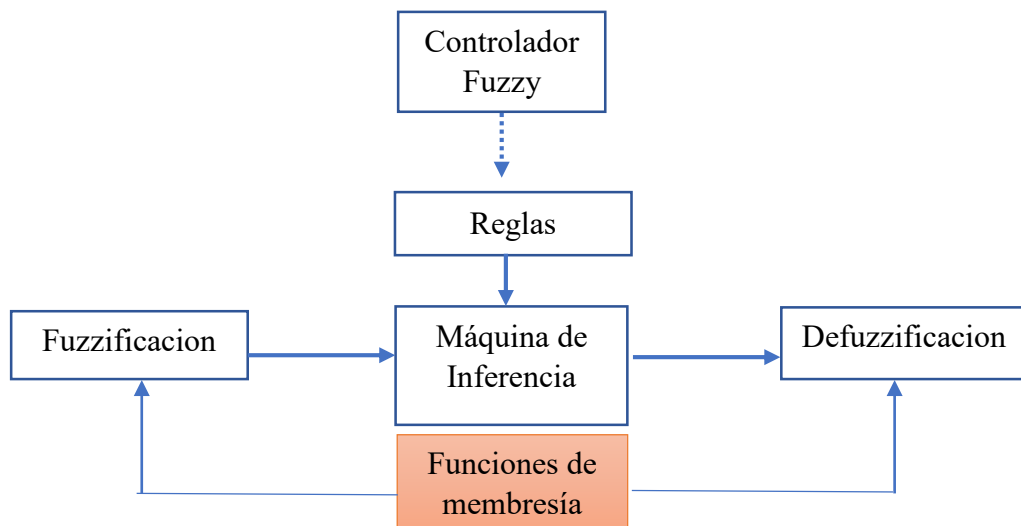 Controlador
Fuzzy
Reglas
Fuzzificacion
Máquina de
Inferencia
Defuzzificacion
Funciones de
membresía